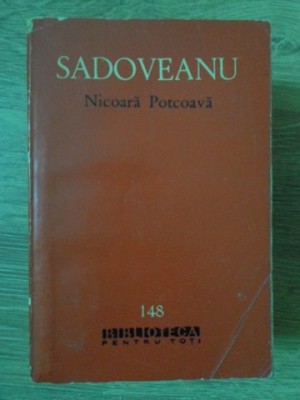 SADOVEANU
Nicoară Potcoavă
148
BIBLIOTECA
PENTRU TOȚI